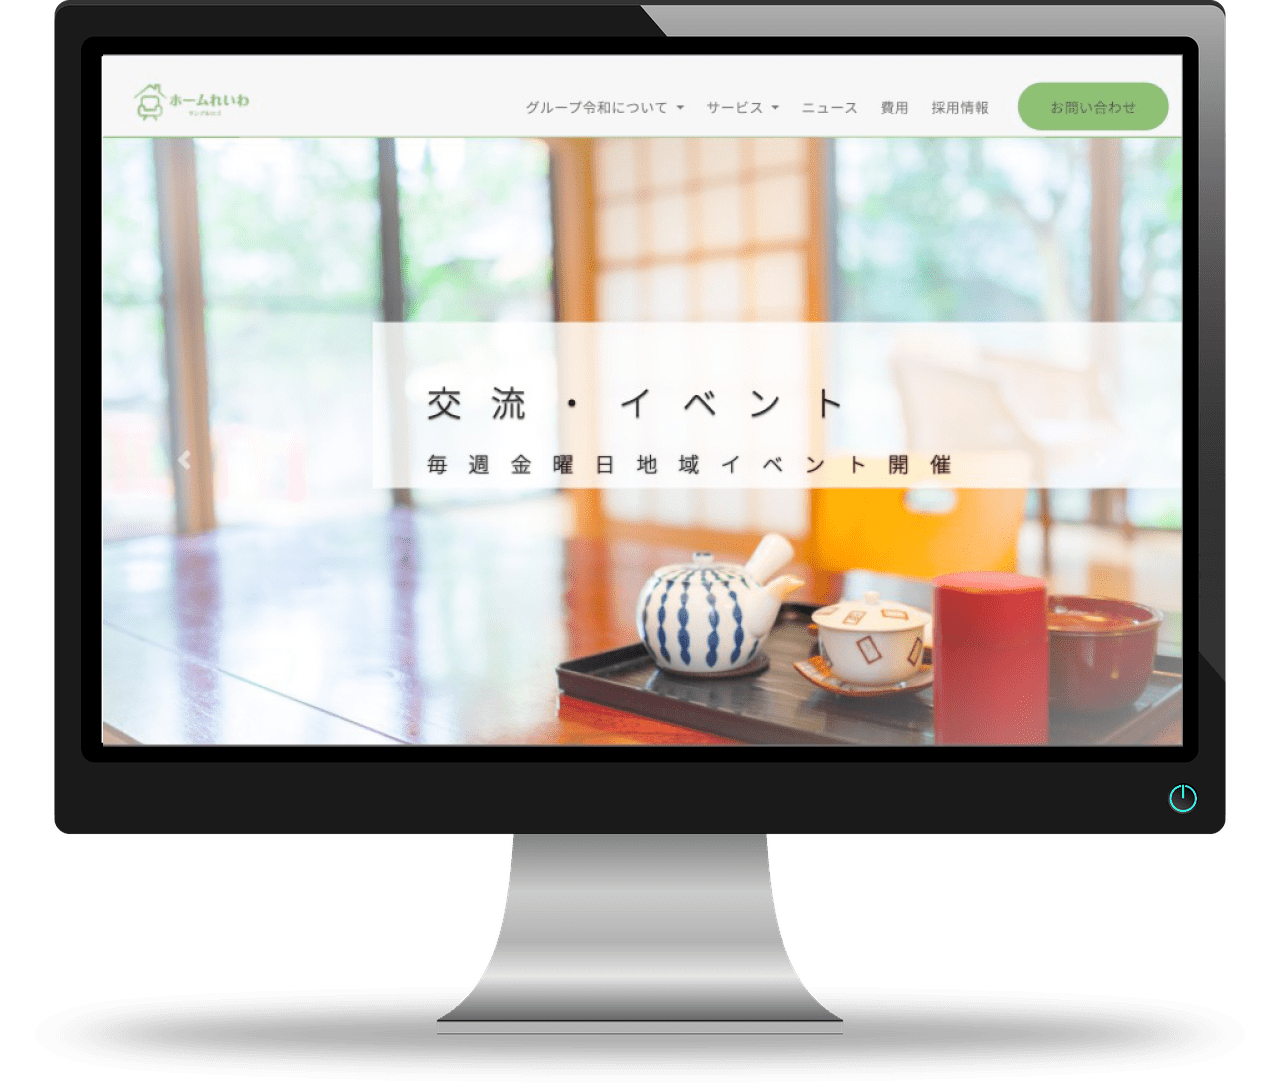 ホームれいわ
グループ令和について
サービス
ニュース
費用
採用情報
お問い合わせ
交流・イベント
毎週金曜日地域イベント開催